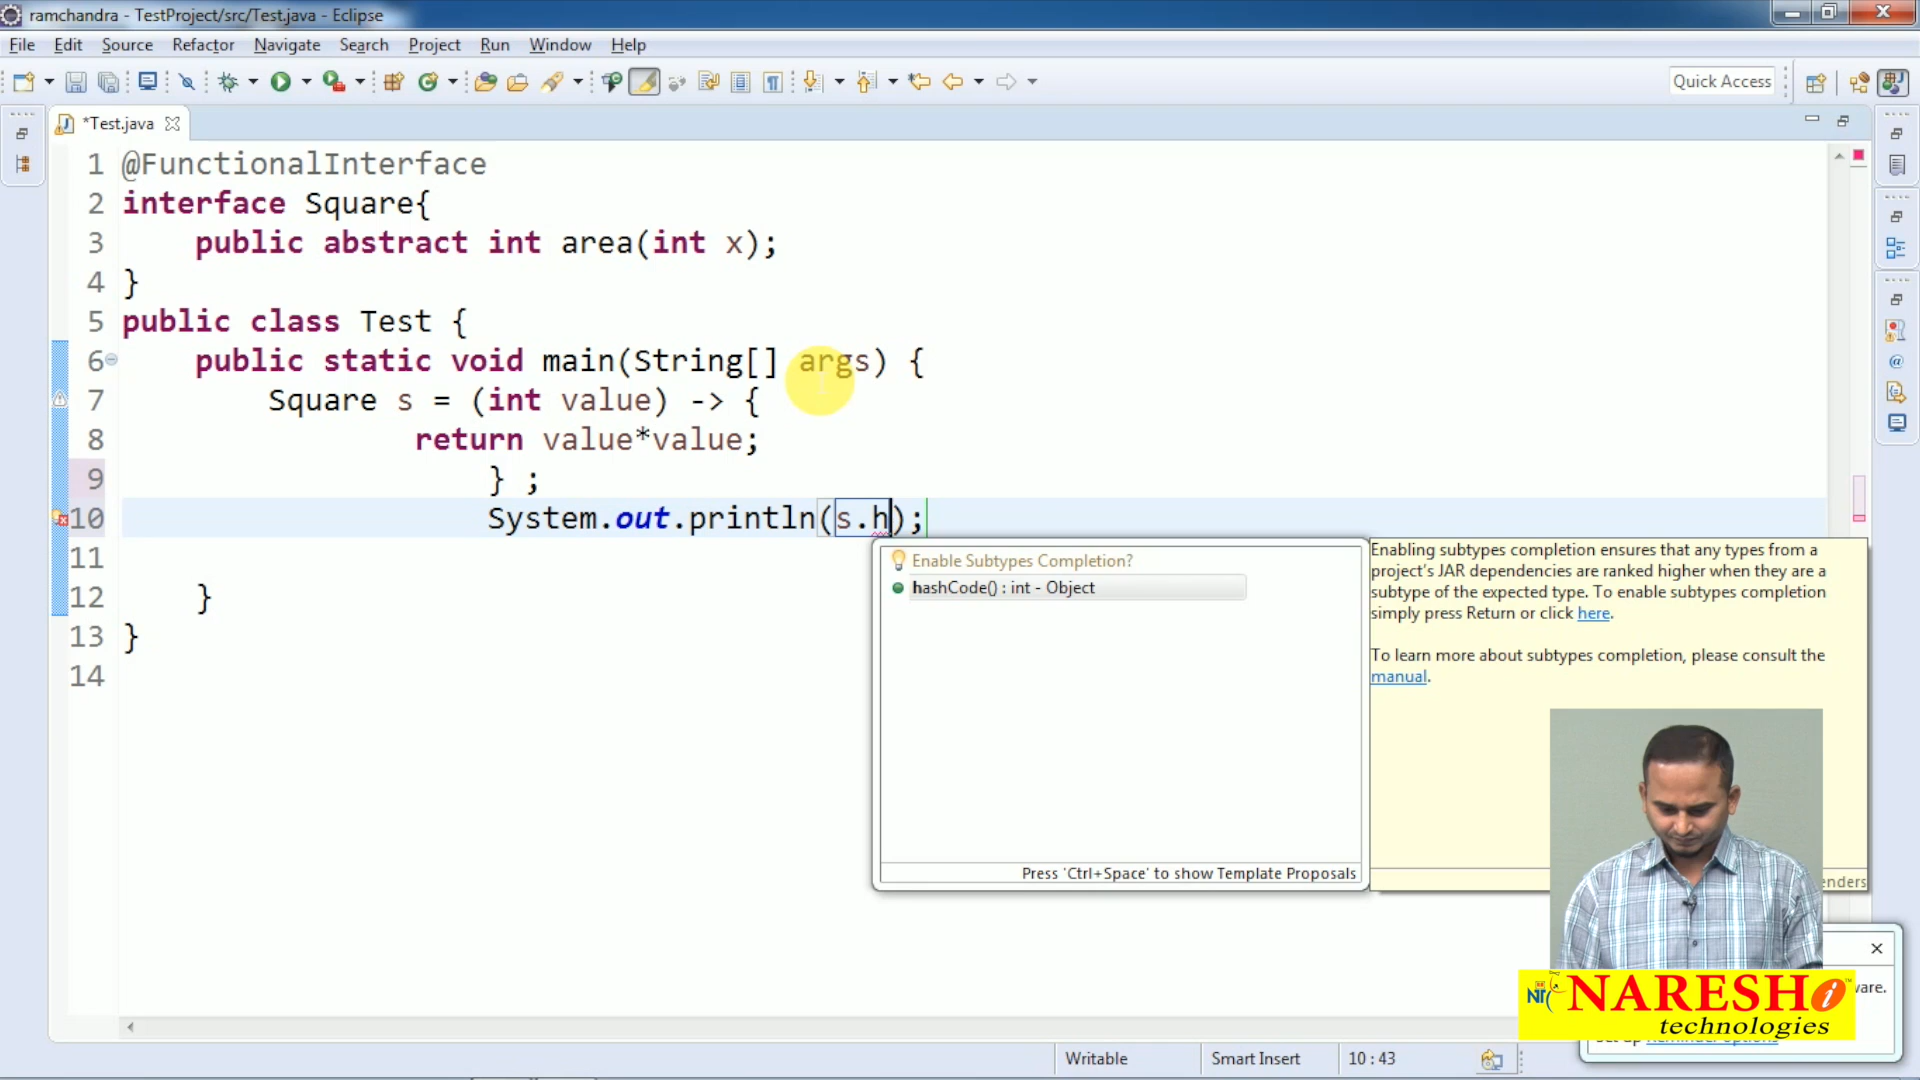 ramchandra - TestProject/src/Test.java - Eclipse
File Edit Source Refactor Navigate Search Project Run Window Help
Quick Access
*Test.java
1 @FunctionalInterface
2 interface Square{
3 public abstract int area(int x);
4 }
5 public class Test {
6 public static void main(String[] args) {
7 Square s = (int value) -> {
8 return value*value;
9 } ;
10 System.out.println(s.h);
11
12 }
13 }
14
Enable Subtypes Completion?
hashCode() : int - Object
Press 'Ctrl+Space' to show Template Proposals
Enabling subtypes completion ensures that any types from a
project's JAR dependencies are ranked higher when they are a
subtype of the expected type. To enable subtypes completion
simply press Return or click here.
To learn more about subtypes completion, please consult the
manual.
NARESH i
technologies
Writable Smart Insert 10 : 43